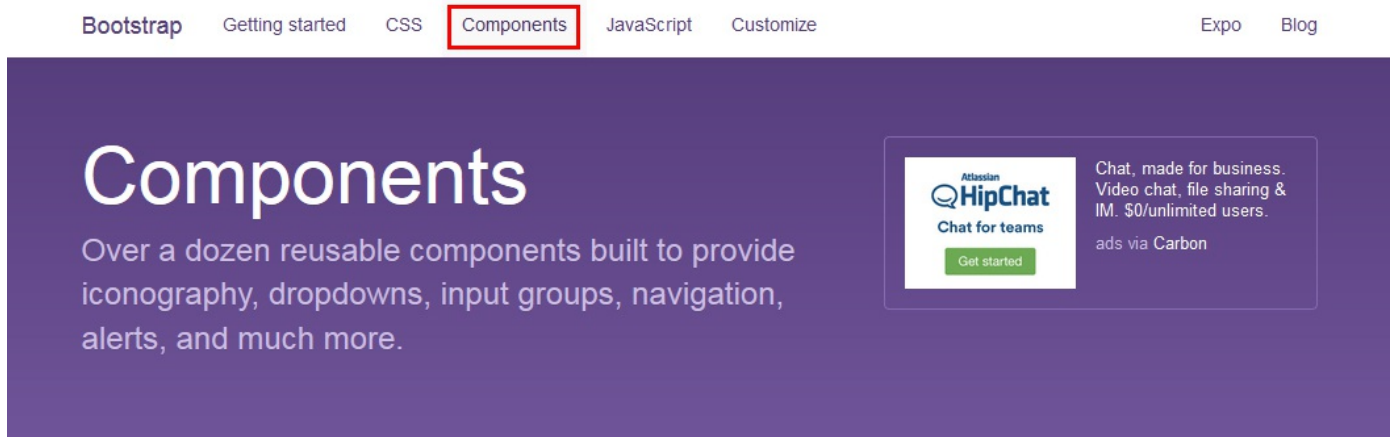 Bootstrap Getting started CSS Components JavaScript Customize Expo Blog
Components
Over a dozen reusable components built to provide
iconography, dropdowns, input groups, navigation,
alerts, and much more.
Atlassian
HipChat
Chat for teams
Get started
Chat, made for business.
Video chat, file sharing &
IM. $0/unlimited users.
ads via Carbon